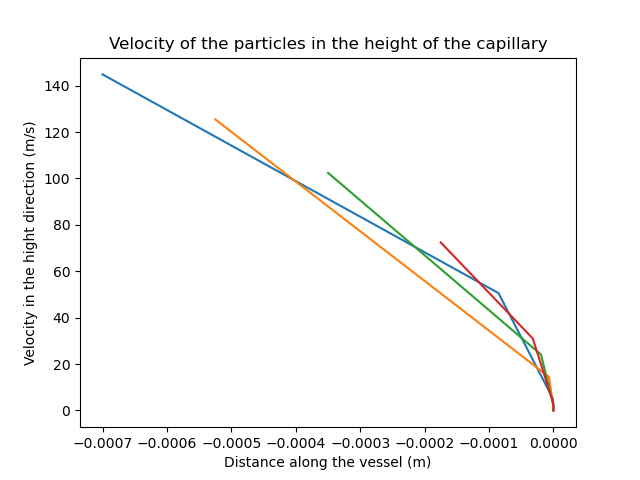 Velocity of the particles in the height of the capillary
Velocity in the hight direction (m/s)
140
120
100
80
60
40
20
0
−0.0007 −0.0006 −0.0005 −0.0004 −0.0003 −0.0002 −0.0001 0.0000
Distance along the vessel (m)